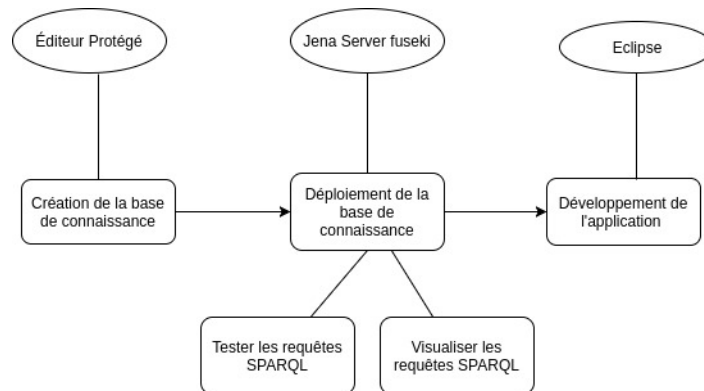 Éditeur Protégé
Jena Server fuseki
Eclipse
Création de la base
de connaissance
Déploiement de la
base de
connaissance
Développement de
l'application
Tester les requêtes
SPARQL
Visualiser les
requêtes SPARQL